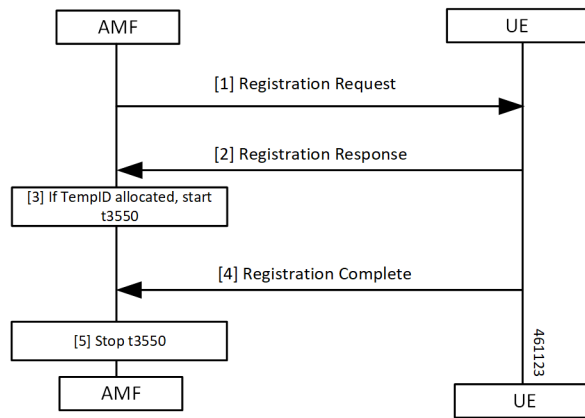 AMF
UE
[1] Registration Request
[2] Registration Response
[3] If TempID allocated, start
t3550
[4] Registration Complete
[5] Stop t3550
461123
AMF
UE